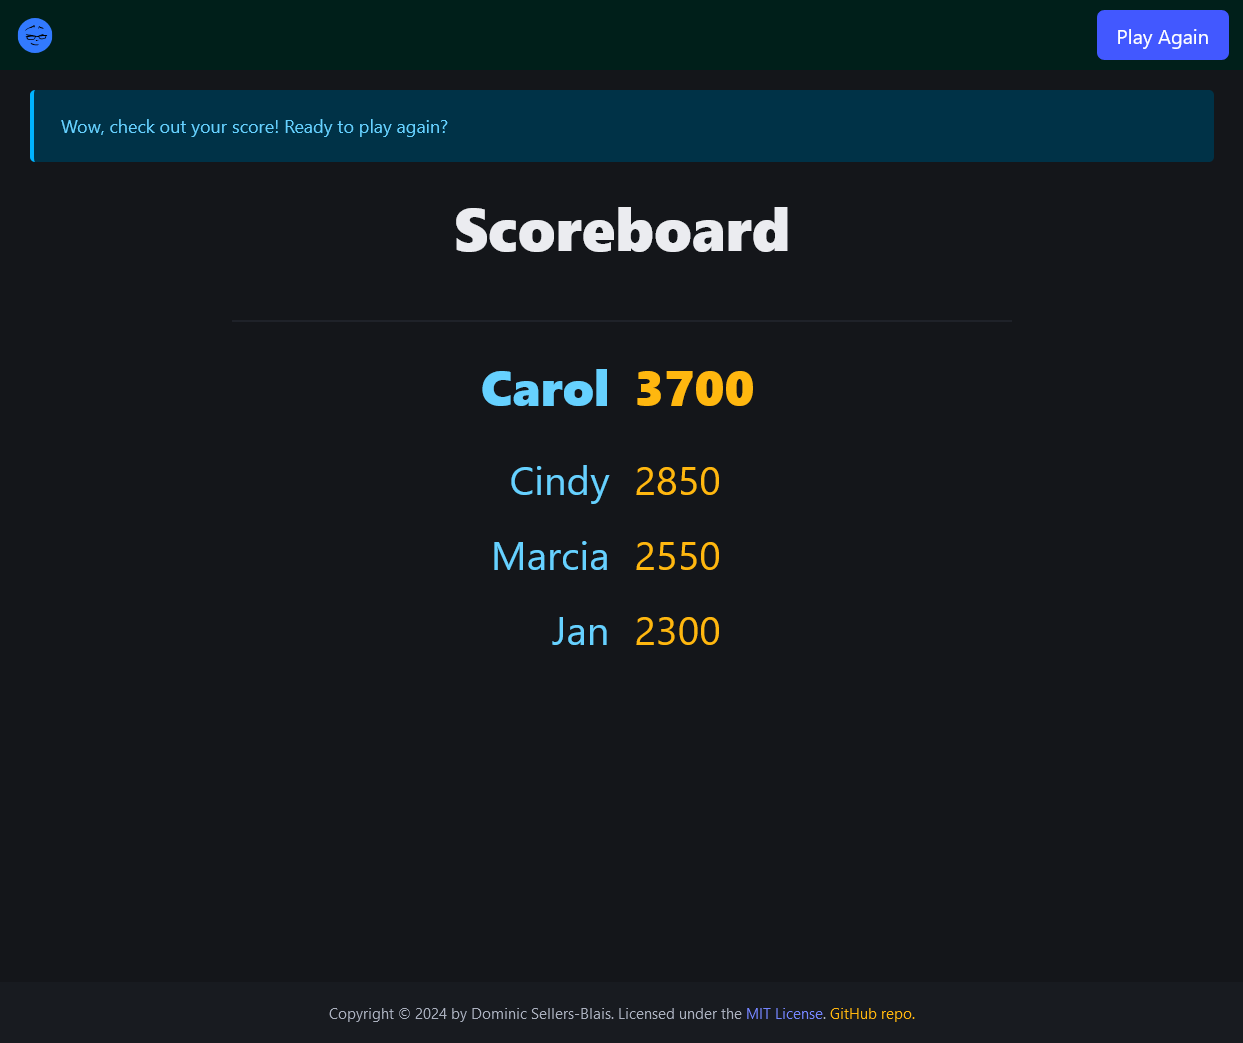 Play Again
Wow, check out your score! Ready to play again?
Scoreboard
Carol 3700
Cindy 2850
Marcia 2550
Jan 2300
Copyright © 2024 by Dominic Sellers-Blais. Licensed under the MIT License. GitHub repo.